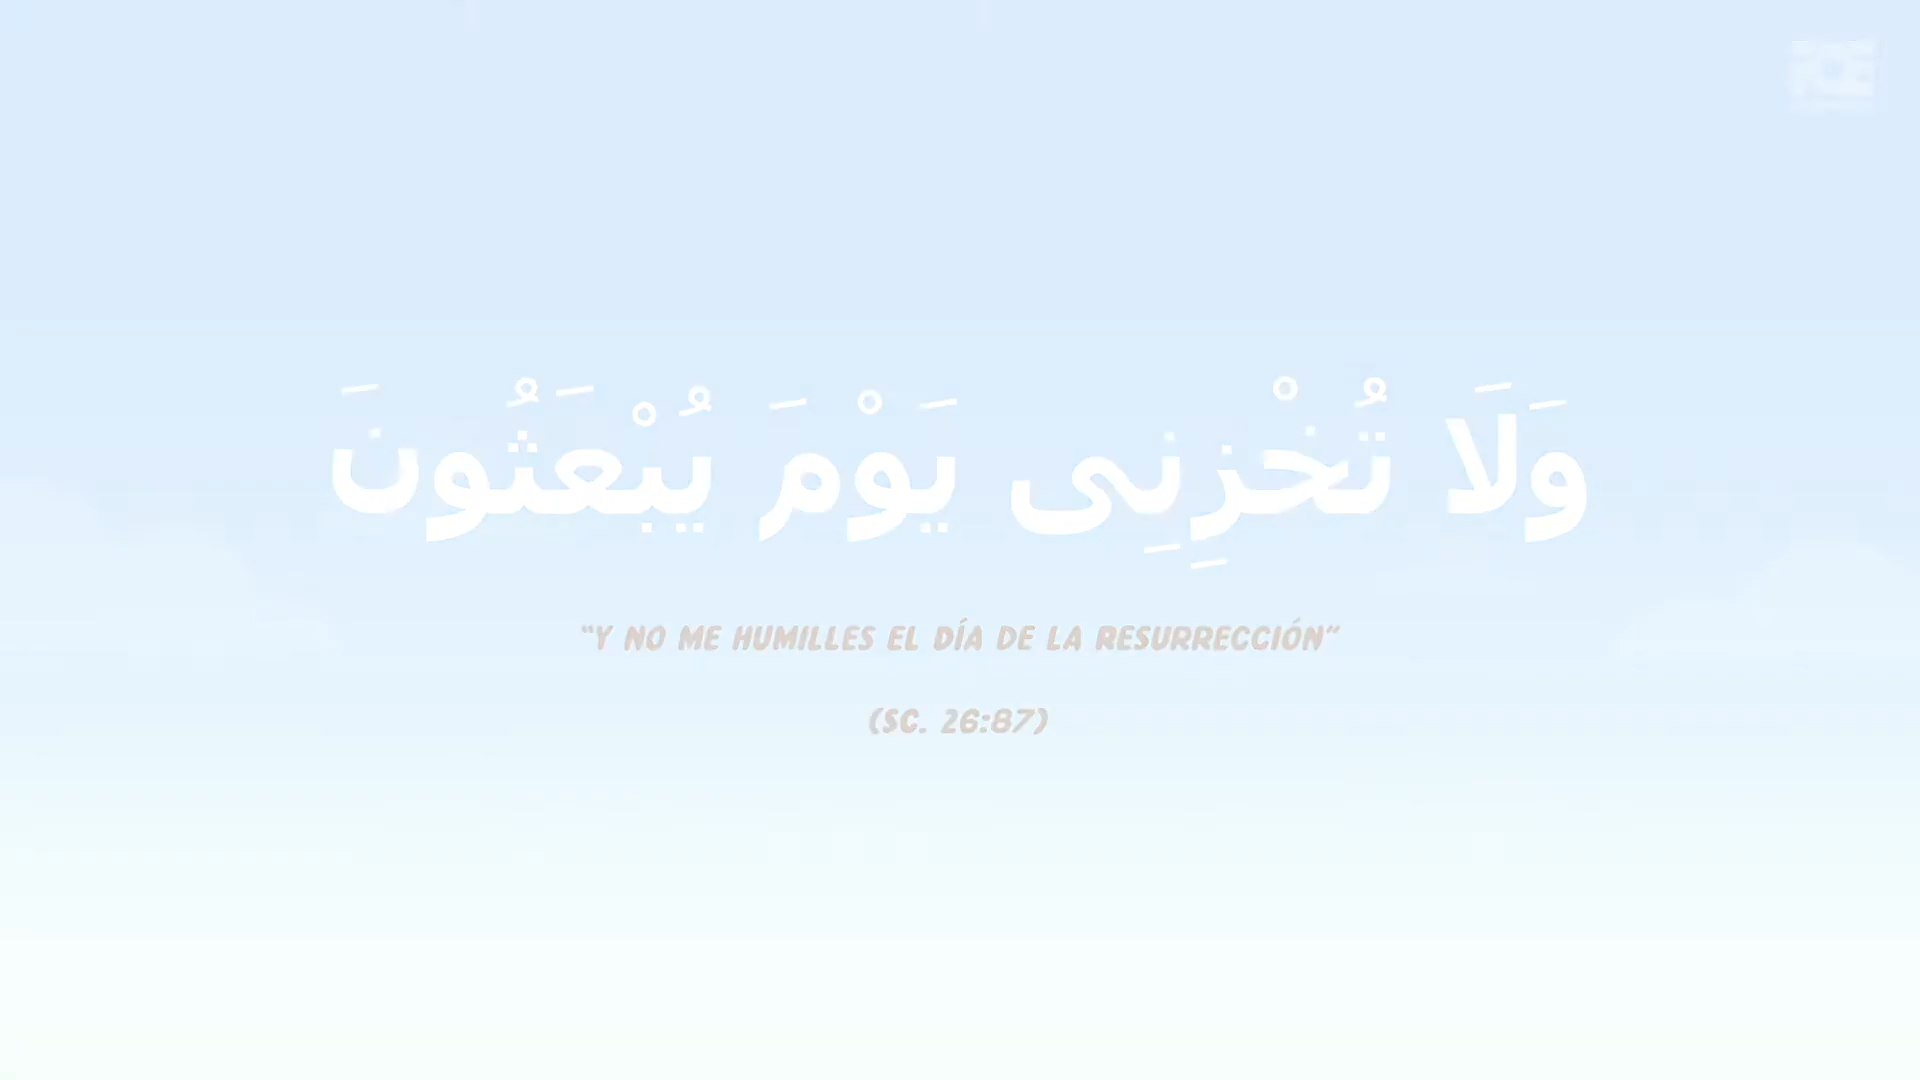 وَلَا تُخْزِنِى يَوْمَ يُبْعَثُونَ
"Y NO ME HUMILLES EL DÍA DE LA RESURRECCIÓN"
(SC. 26:87)